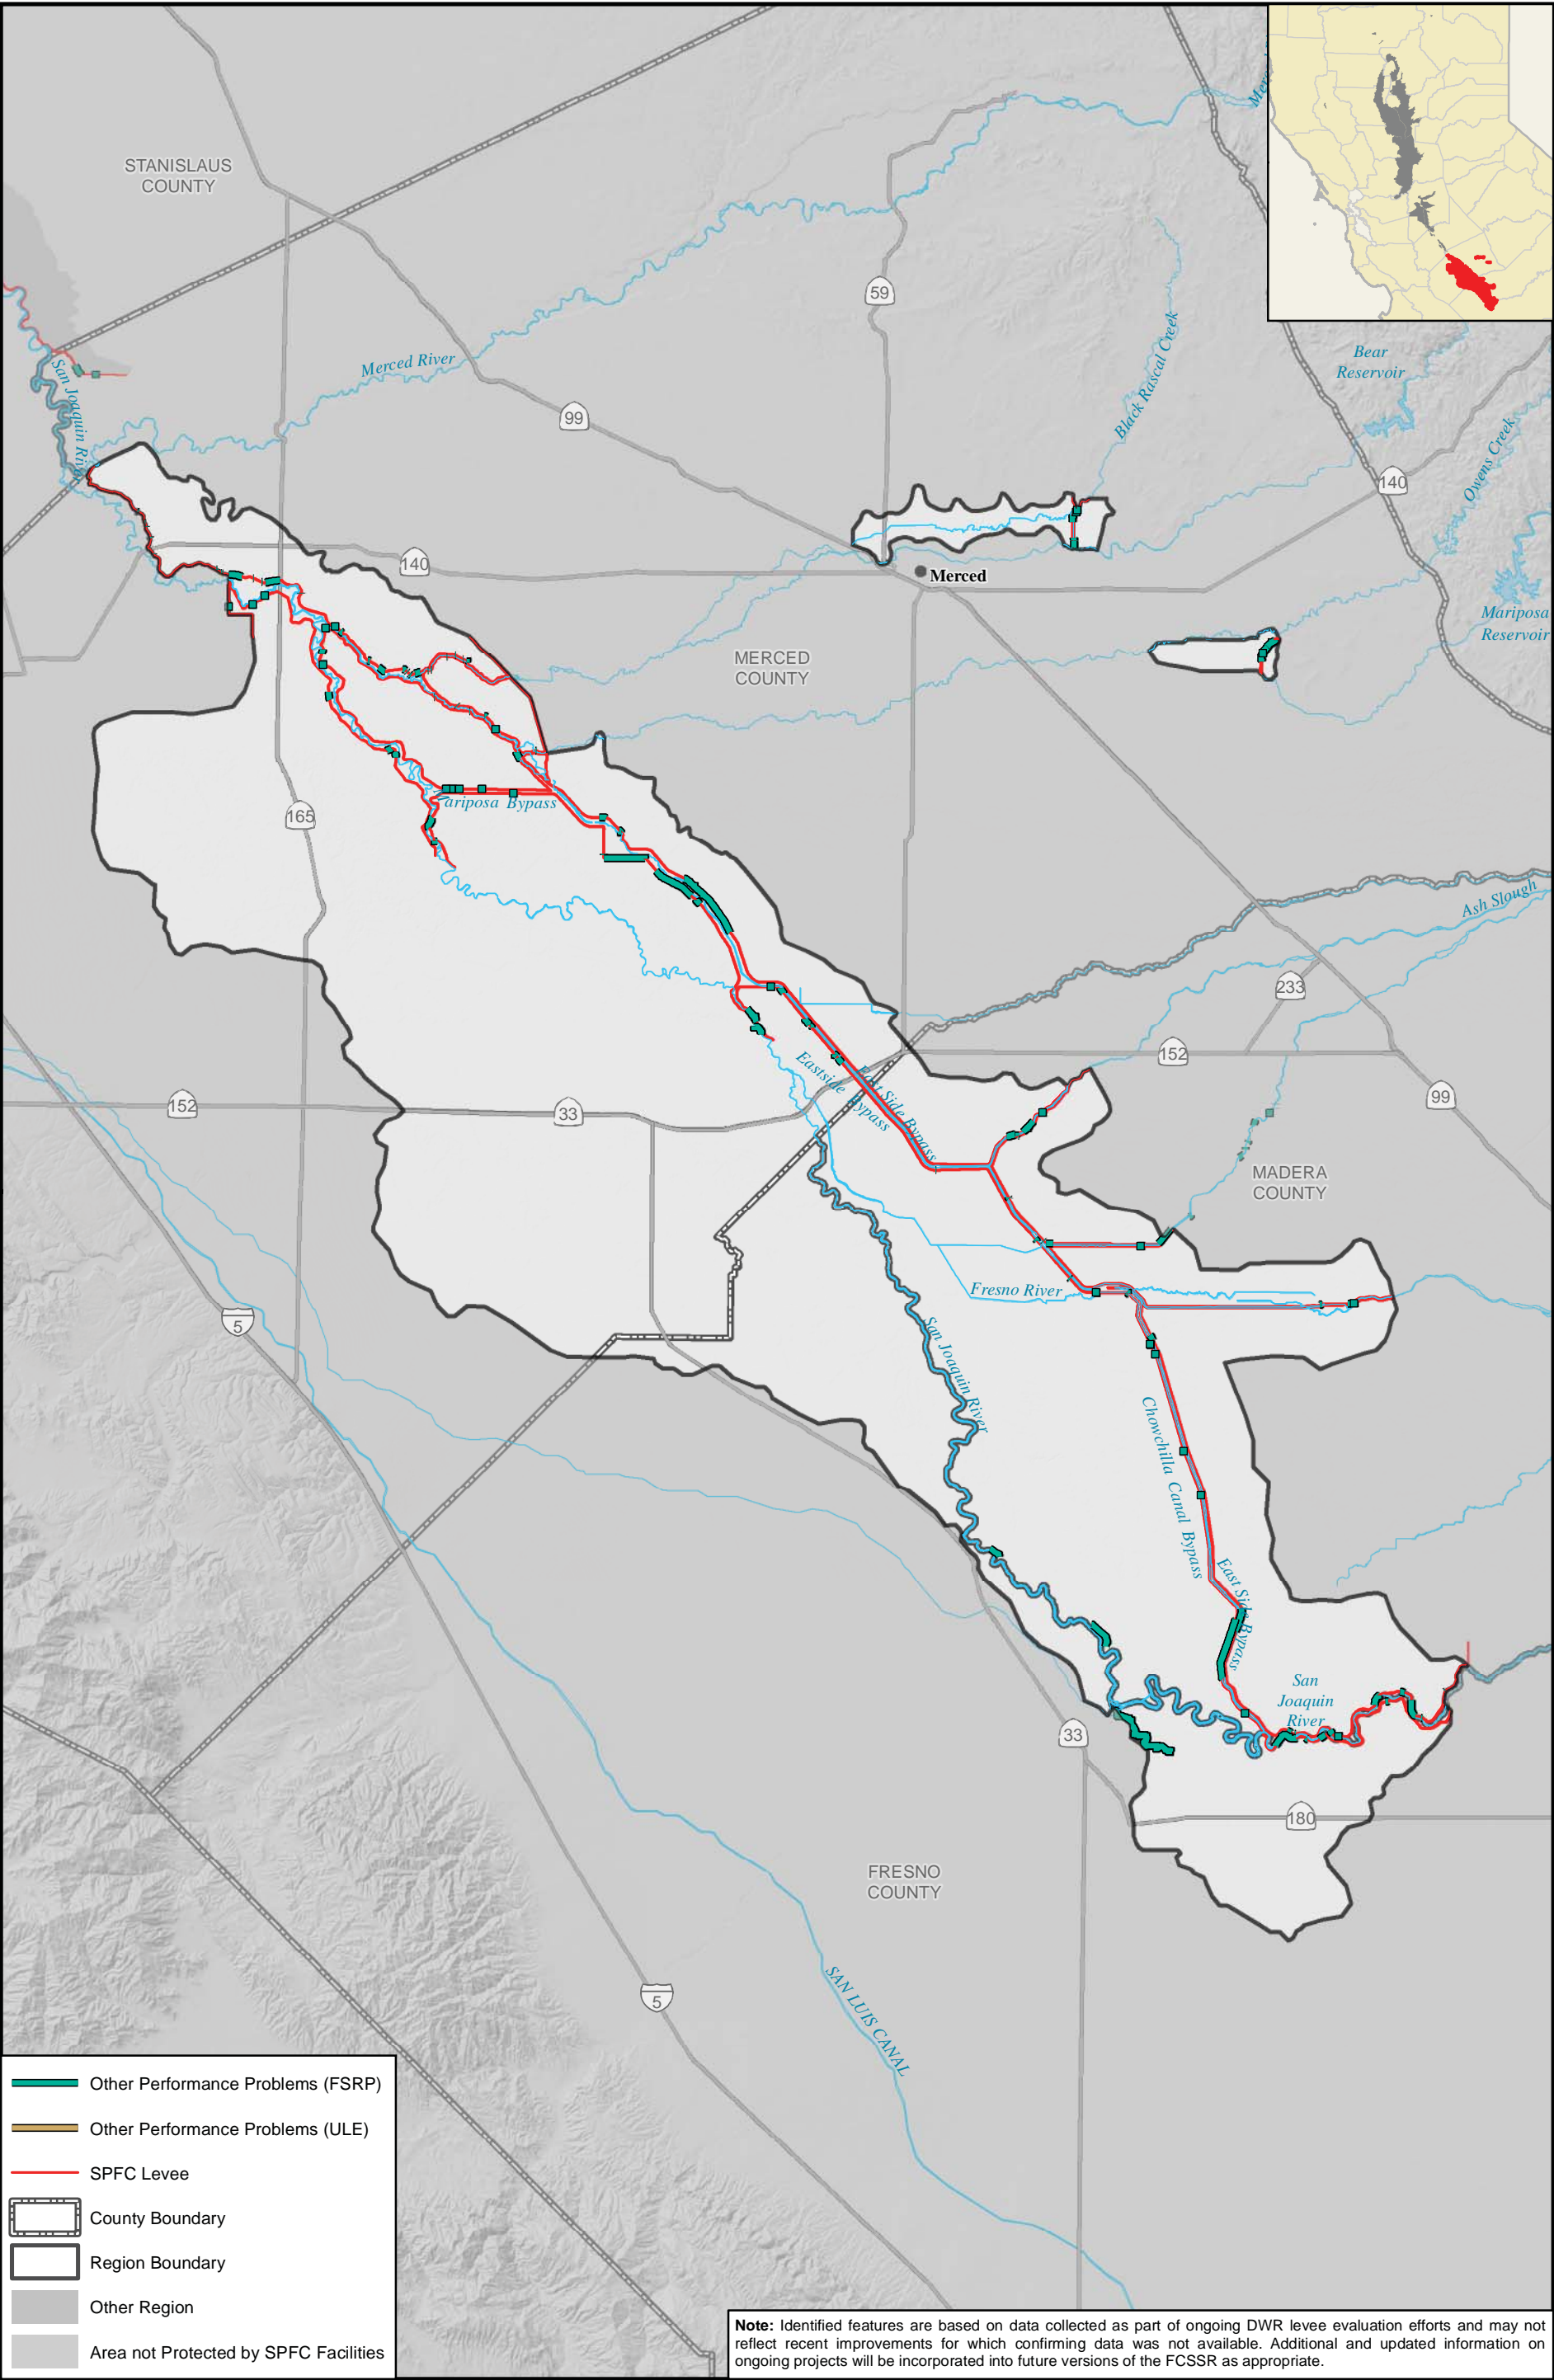 STANISLAUS
COUNTY
Mer
59
Bear
Reservoir
Black Rascal Creek
San Joaquin River
Merced River
99
Owens Creek
140
140
Merced
Mariposa
Reservoir
MERCED
COUNTY
165
ariposa Bypass
Ash Slough
233
152
Eastside Bypass
East Side Bypass
99
152
33
MADERA
COUNTY
Fresno River
5
San Joaquin River
Chowchilla Canal Bypass
East Side Bypass
San
Joaquin
River
33
180
FRESNO
COUNTY
5
SAN LUIS CANAL
Other Performance Problems (FSRP)
Other Performance Problems (ULE)
SPFC Levee
County Boundary
Region Boundary
Other Region
Area not Protected by SPFC Facilities
Note: Identified features are based on data collected as part of ongoing DWR levee evaluation efforts and may not
reflect recent improvements for which confirming data was not available. Additional and updated information on
ongoing projects will be incorporated into future versions of the FCSSR as appropriate.